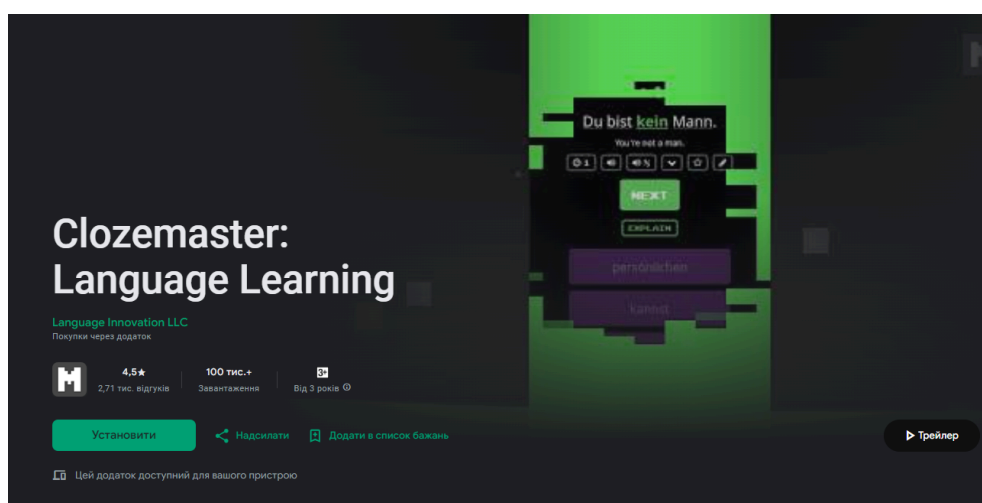 Du bist kein Mann.
You're not a man.
1
NEXT
EXPLAIN
persönlichen
kannst
Clozemaster:
Language Learning
Language Innovation LLC
Покупки через додаток
4,5★
2,71 тис. відгуків
100 тис.+
Завантаження
3+
Від 3 років
Установити
Надсилати
Додати в список бажань
Трейлер
Цей додаток доступний для вашого пристрою